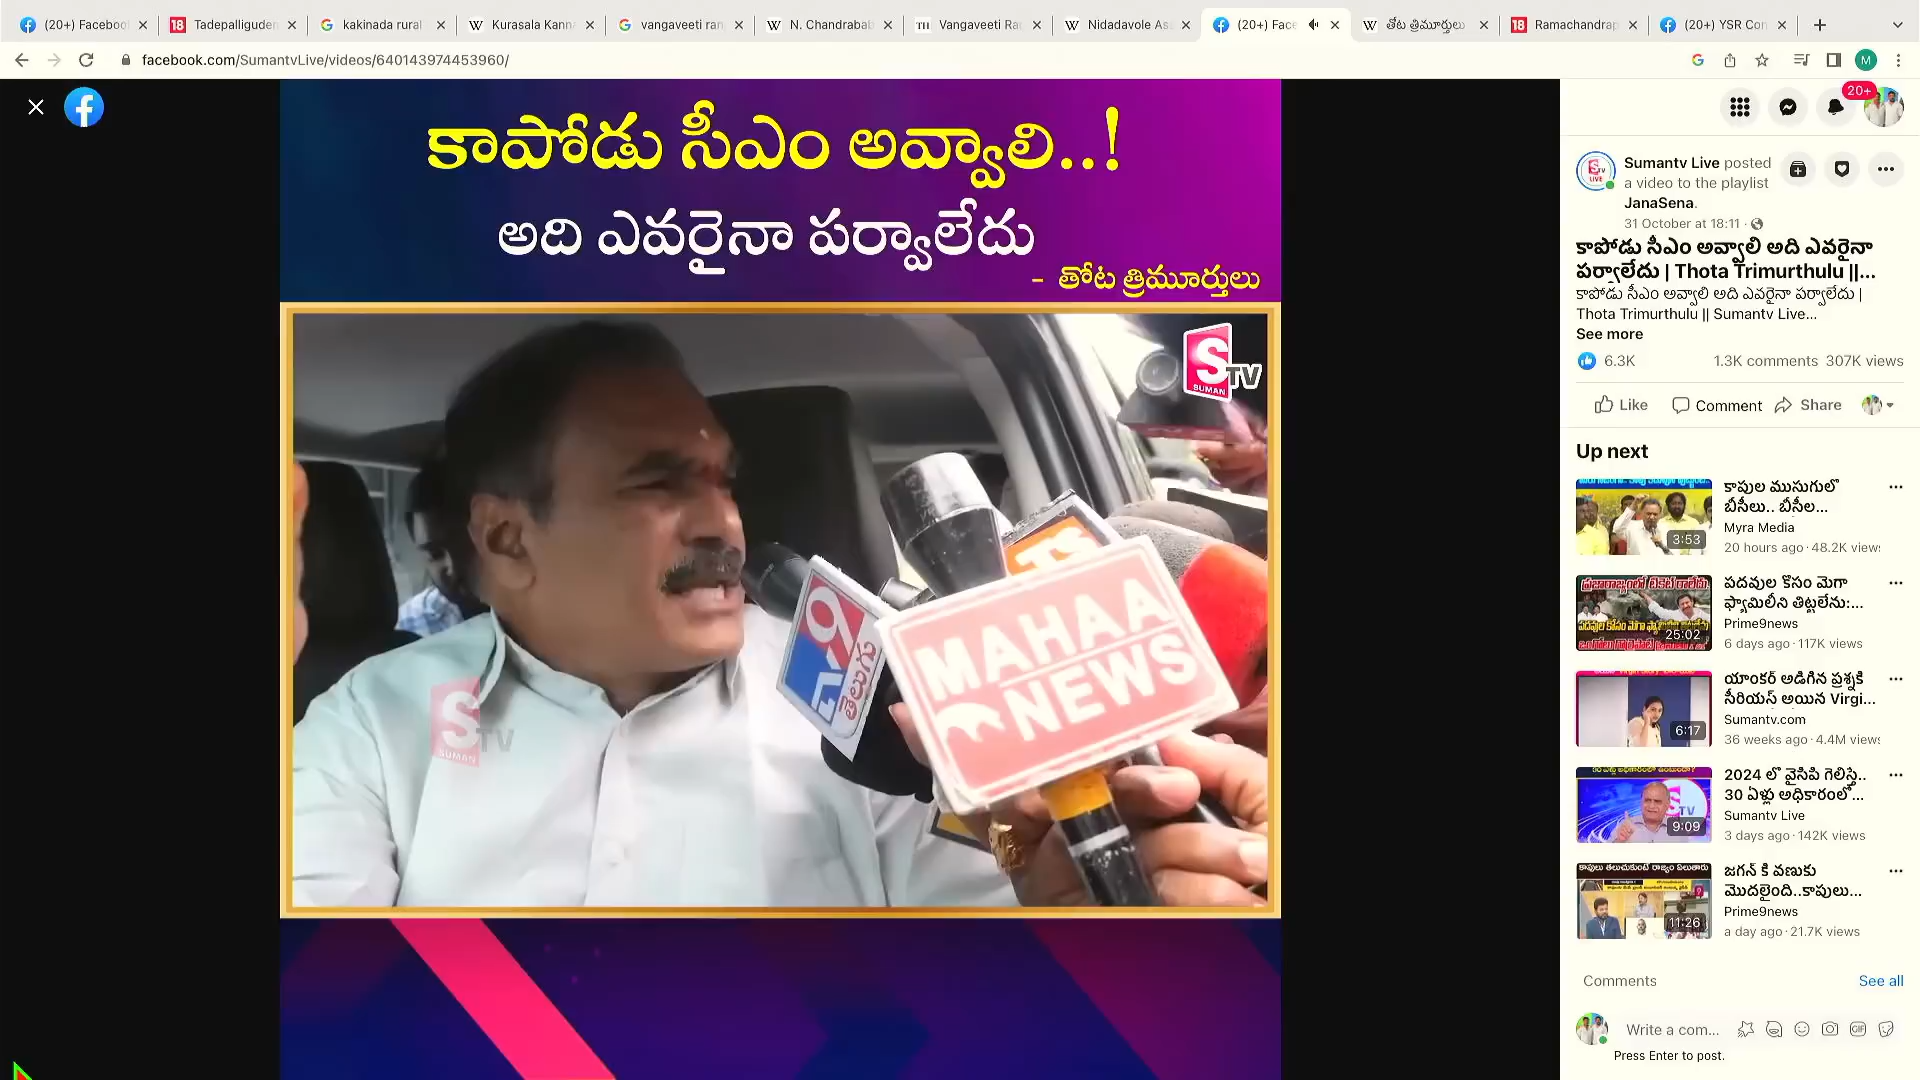 (20+) Faceboo
Tadepalliguden
kakinada rural
Kurasala Kann
vangaveeti ran
N. Chandrabab
Vangaveeti Ra
Nidadavole As
(20+) Face
తోట త్రిమూర్తులు
Ramachandrap
(20+) YSR Con
facebook.com/SumantvLive/videos/640143974453960/
M
కాపోడు సీఎం అవ్వాలి..!
అది ఎవరైనా పర్వాలేదు
- తోట త్రిమూర్తులు
S TV
SUMAN
TV9
తెలుగు
MAHAA
NEWS
S TV
SUMAN
20+
Sumantv Live posted
a video to the playlist
JanaSena.
31 October at 18:11 ·
కాపోడు సీఎం అవ్వాలి అది ఎవరైనా
పర్వాలేదు | Thota Trimurthulu ||...
కాపోడు సీఎం అవ్వాలి అది ఎవరైనా పర్వాలేదు |
Thota Trimurthulu || Sumantv Live...
See more
6.3K
1.3K comments 307K views
Like
Comment
Share
Up next
కాపుల ముసుగులో
బీసీలు.. బీసీల...
Myra Media
20 hours ago · 48.2K views
3:53
పదవుల కోసం మెగా
ఫ్యామిలీని తిట్టలేను:...
Prime9news
6 days ago · 117K views
25:02
యాంకర్ అడిగిన ప్రశ్నకి
సీరియస్ అయిన Virgi...
Sumantv.com
36 weeks ago · 4.4M views
6:17
2024 లో వైసిపి గెలిస్తే..
30 ఏళ్లు అధికారంలో...
Sumantv Live
3 days ago · 142K views
9:09
జగన్ కి వణుకు
మొదలైంది..కాపులు...
Prime9news
a day ago · 21.7K views
11:26
Comments
See all
Write a com...
GIF
Press Enter to post.